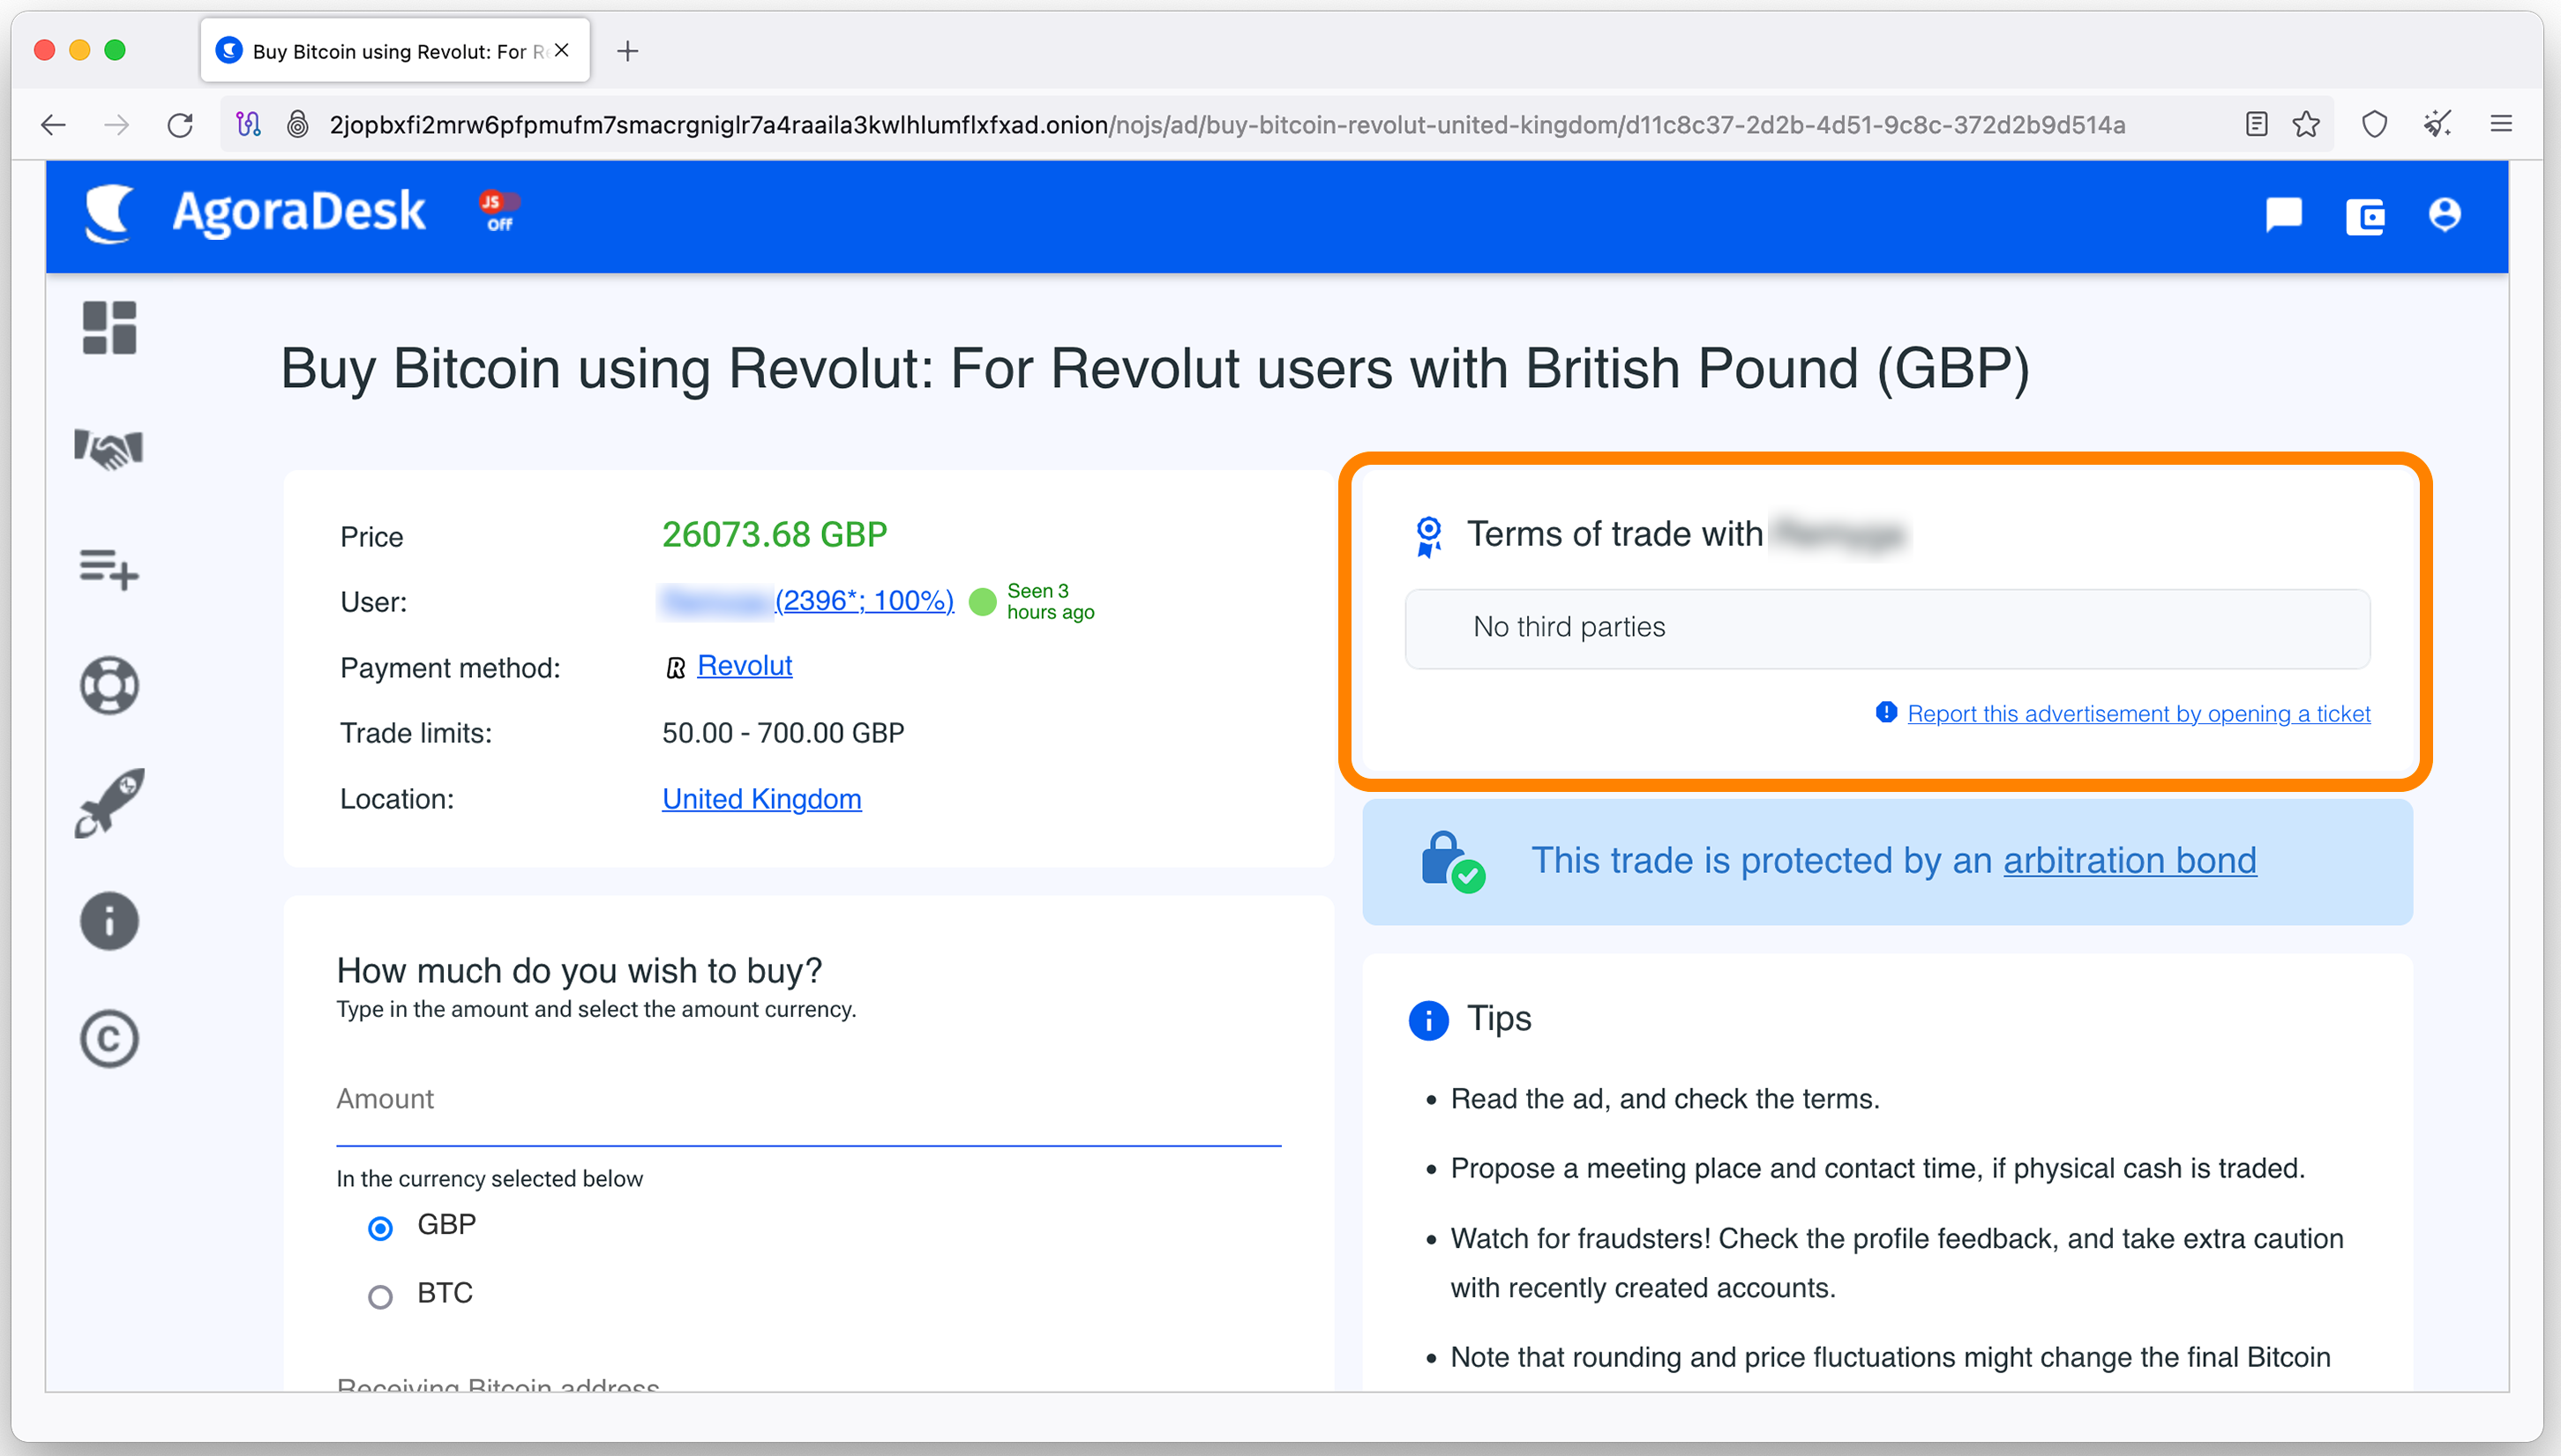 Buy Bitcoin using Revolut: For R
2jopbxfi2mrw6pfpmufm7smacrgniglr7a4raaila3kwlhlumflxfxad.onion/nojs/ad/buy-bitcoin-revolut-united-kingdom/d11c8c37-2d2b-4d51-9c8c-372d2b9d514a
AgoraDesk
JS
Off
Buy Bitcoin using Revolut: For Revolut users with British Pound (GBP)
Price 26073.68 GBP
User: (2396*; 100%) Seen 3
hours ago
Payment method: R Revolut
Trade limits: 50.00 - 700.00 GBP
Location: United Kingdom
How much do you wish to buy?
Type in the amount and select the amount currency.
Amount
In the currency selected below
GBP
BTC
Receiving Bitcoin address
Terms of trade with
No third parties
Report this advertisement by opening a ticket
This trade is protected by an arbitration bond
Tips
• Read the ad, and check the terms.
• Propose a meeting place and contact time, if physical cash is traded.
• Watch for fraudsters! Check the profile feedback, and take extra caution
with recently created accounts.
• Note that rounding and price fluctuations might change the final Bitcoin